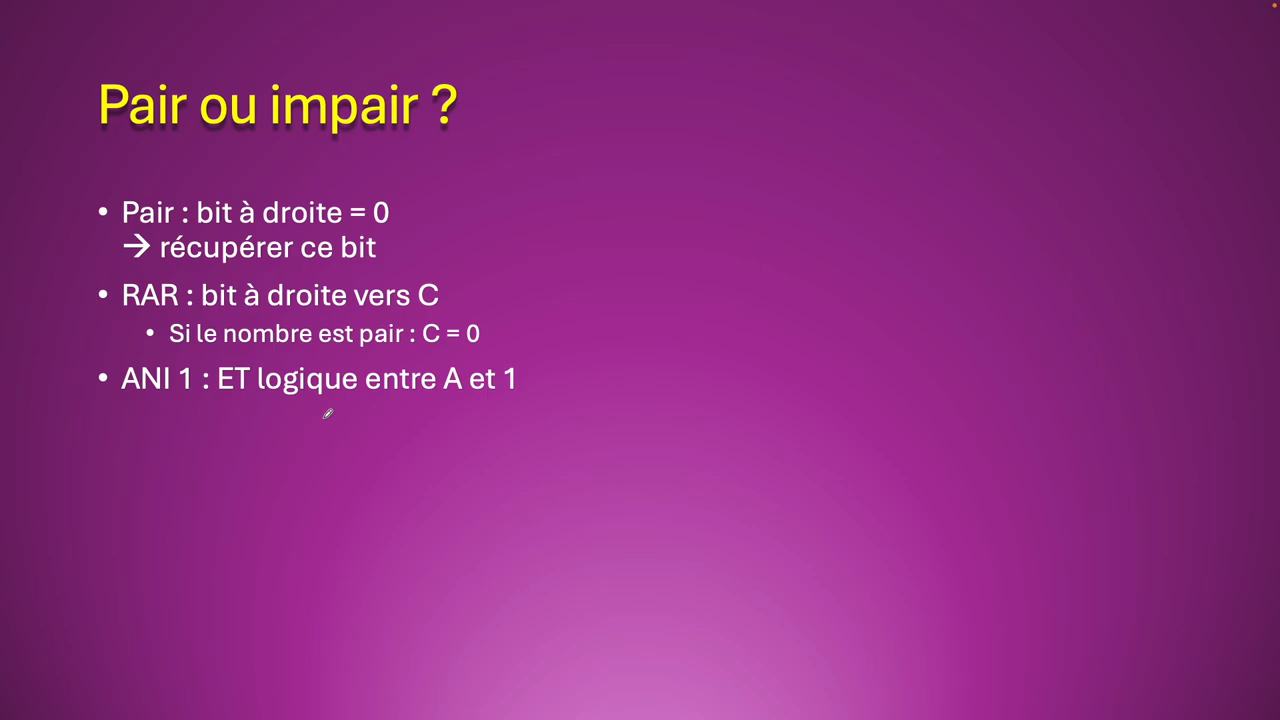 Pair ou impair ?
• Pair : bit à droite = 0
→ récupérer ce bit
• RAR : bit à droite vers C
• Si le nombre est pair : C = 0
• ANI 1 : ET logique entre A et 1